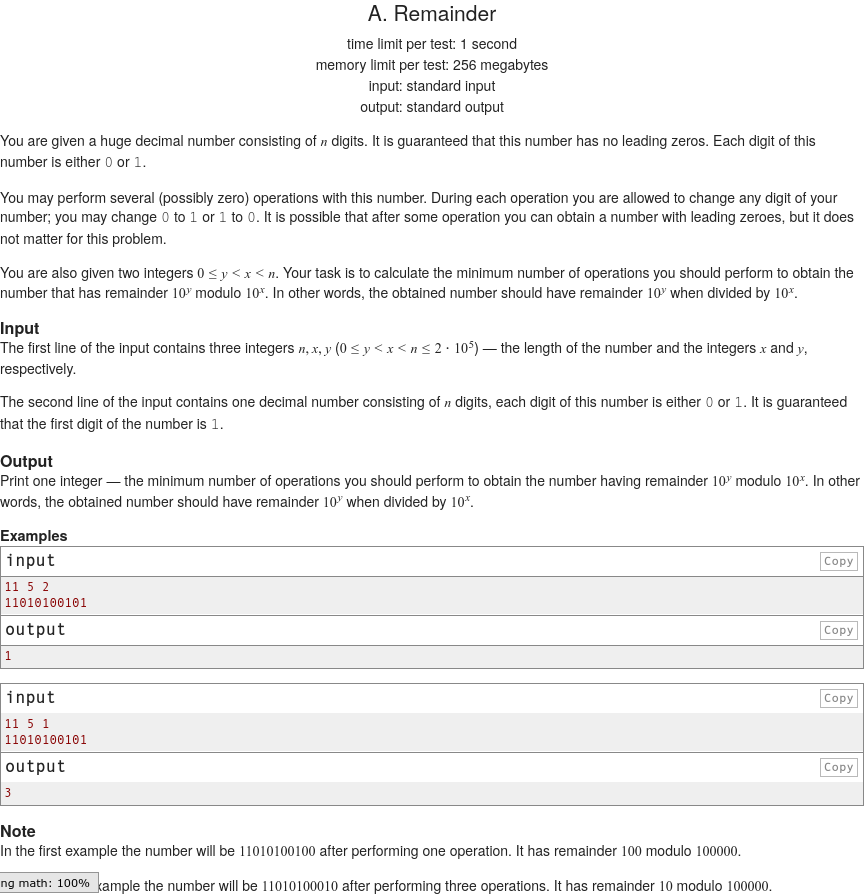 A. Remainder
time limit per test: 1 second
memory limit per test: 256 megabytes
input: standard input
output: standard output
You are given a huge decimal number consisting of n digits. It is guaranteed that this number has no leading zeros. Each digit of this
number is either 0 or 1.
You may perform several (possibly zero) operations with this number. During each operation you are allowed to change any digit of your
number; you may change 0 to 1 or 1 to 0. It is possible that after some operation you can obtain a number with leading zeroes, but it does
not matter for this problem.
You are also given two integers 0 ≤ y < x < n. Your task is to calculate the minimum number of operations you should perform to obtain the
number that has remainder 10^y modulo 10^x. In other words, the obtained number should have remainder 10^y when divided by 10^x.
Input
The first line of the input contains three integers n, x, y (0 ≤ y < x < n ≤ 2 · 10^5) — the length of the number and the integers x and y,
respectively.
The second line of the input contains one decimal number consisting of n digits, each digit of this number is either 0 or 1. It is guaranteed
that the first digit of the number is 1.
Output
Print one integer — the minimum number of operations you should perform to obtain the number having remainder 10^y modulo 10^x. In other
words, the obtained number should have remainder 10^y when divided by 10^x.
Examples
input Copy
11 5 2
11010100101
output Copy
1
input Copy
11 5 1
11010100101
output Copy
3
Note
In the first example the number will be 11010100100 after performing one operation. It has remainder 100 modulo 100000.
ng math: 100% xample the number will be 11010100010 after performing three operations. It has remainder 10 modulo 100000.